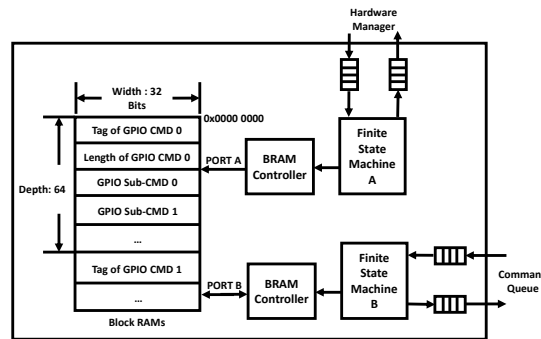 Hardware
Manager
Width : 32
Bits
0x0000 0000
Tag of GPIO CMD 0
Length of GPIO CMD 0
GPIO Sub-CMD 0
GPIO Sub-CMD 1
...
Tag of GPIO CMD 1
...
Depth: 64
Block RAMs
PORT A
BRAM
Controller
Finite
State
Machine
A
PORT B
BRAM
Controller
Finite
State
Machine
B
Comman
Queue